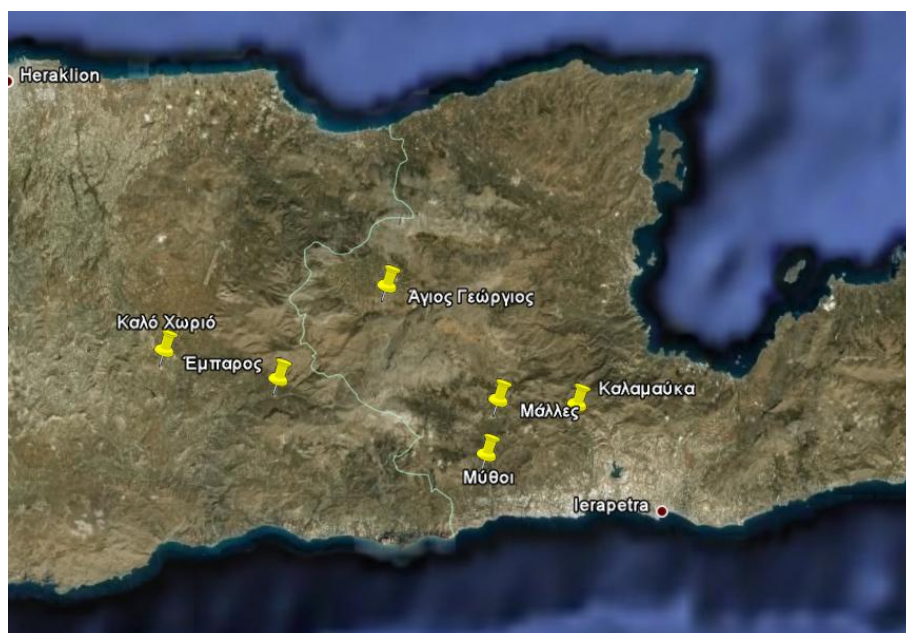 Heraklion
Άγιος Γεώργιος
Καλό Χωριό
Έμπαρος
Καλαμαύκα
Μάλλες
Μύθοι
Ierapetra